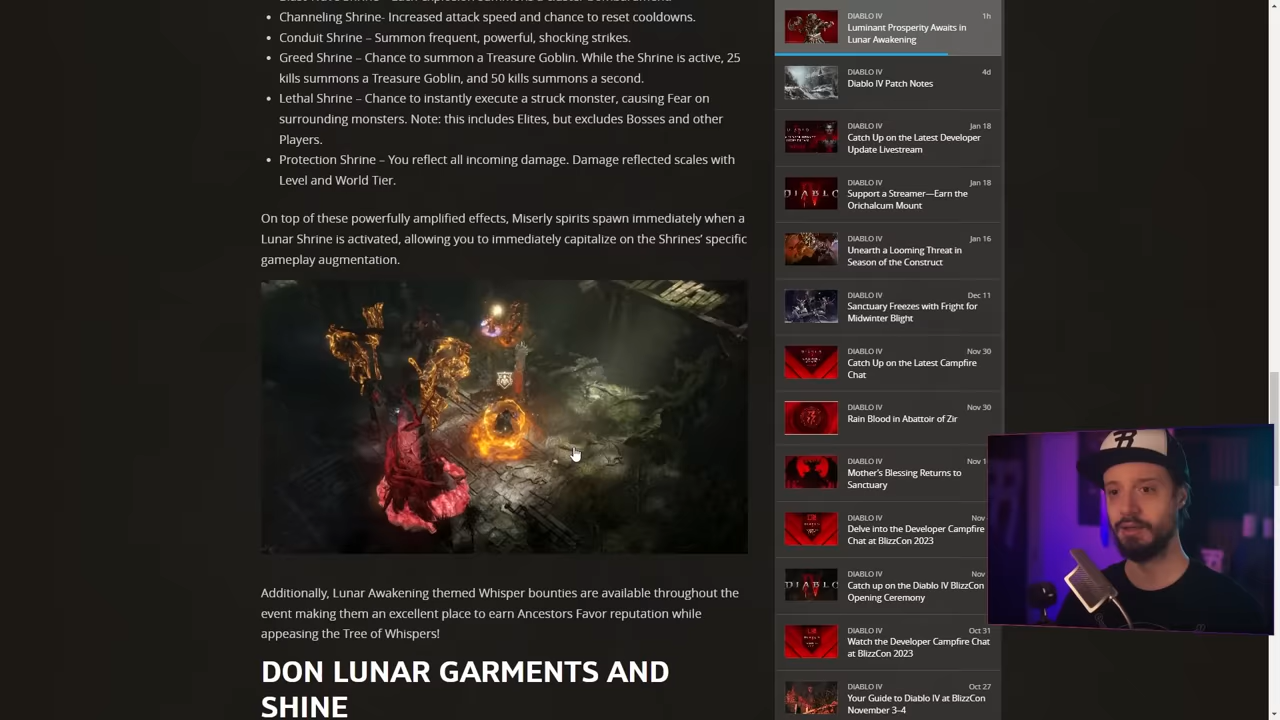 Channeling Shrine- Increased attack speed and chance to reset cooldowns.
Conduit Shrine – Summon frequent, powerful, shocking strikes.
Greed Shrine – Chance to summon a Treasure Goblin. While the Shrine is active, 25
kills summons a Treasure Goblin, and 50 kills summons a second.
Lethal Shrine – Chance to instantly execute a struck monster, causing Fear on
surrounding monsters. Note: this includes Elites, but excludes Bosses and other
Players.
Protection Shrine – You reflect all incoming damage. Damage reflected scales with
Level and World Tier.
On top of these powerfully amplified effects, Miserly spirits spawn immediately when a
Lunar Shrine is activated, allowing you to immediately capitalize on the Shrines’ specific
gameplay augmentation.
Additionally, Lunar Awakening themed Whisper bounties are available throughout the
event making them an excellent place to earn Ancestors Favor reputation while
appeasing the Tree of Whispers!
DON LUNAR GARMENTS AND
SHINE
DIABLO IV 1h
Luminant Prosperity Awaits in
Lunar Awakening
DIABLO IV 4d
Diablo IV Patch Notes
DIABLO IV Jan 18
Catch Up on the Latest Developer
Update Livestream
DIABLO IV Jan 18
Support a Streamer—Earn the
Orichalcum Mount
DIABLO IV Jan 16
Unearth a Looming Threat in
Season of the Construct
DIABLO IV Dec 11
Sanctuary Freezes with Fright for
Midwinter Blight
DIABLO IV Nov 30
Catch Up on the Latest Campfire
Chat
DIABLO IV Nov 30
Rain Blood in Abattoir of Zir
DIABLO IV Nov 1
Mother’s Blessing Returns to
Sanctuary
DIABLO IV Nov
Delve into the Developer Campfire
Chat at BlizzCon 2023
DIABLO IV Nov
Catch up on the Diablo IV BlizzCon
Opening Ceremony
DIABLO IV Oct 31
Watch the Developer Campfire Chat
at BlizzCon 2023
DIABLO IV Oct 27
Your Guide to Diablo IV at BlizzCon
November 3–4